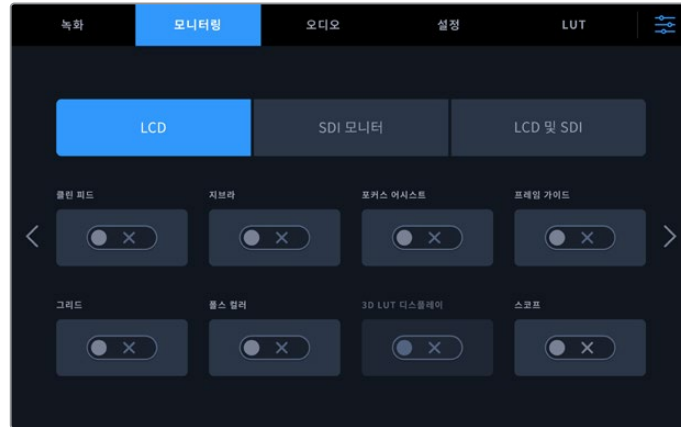 녹화 모니터링 오디오 설정 LUT
LCD SDI 모니터 LCD 및 SDI
클린 피드 지브라 포커스 어시스트 프레임 가이드
그리드 폴스 컬러 3D LUT 디스플레이 스코프